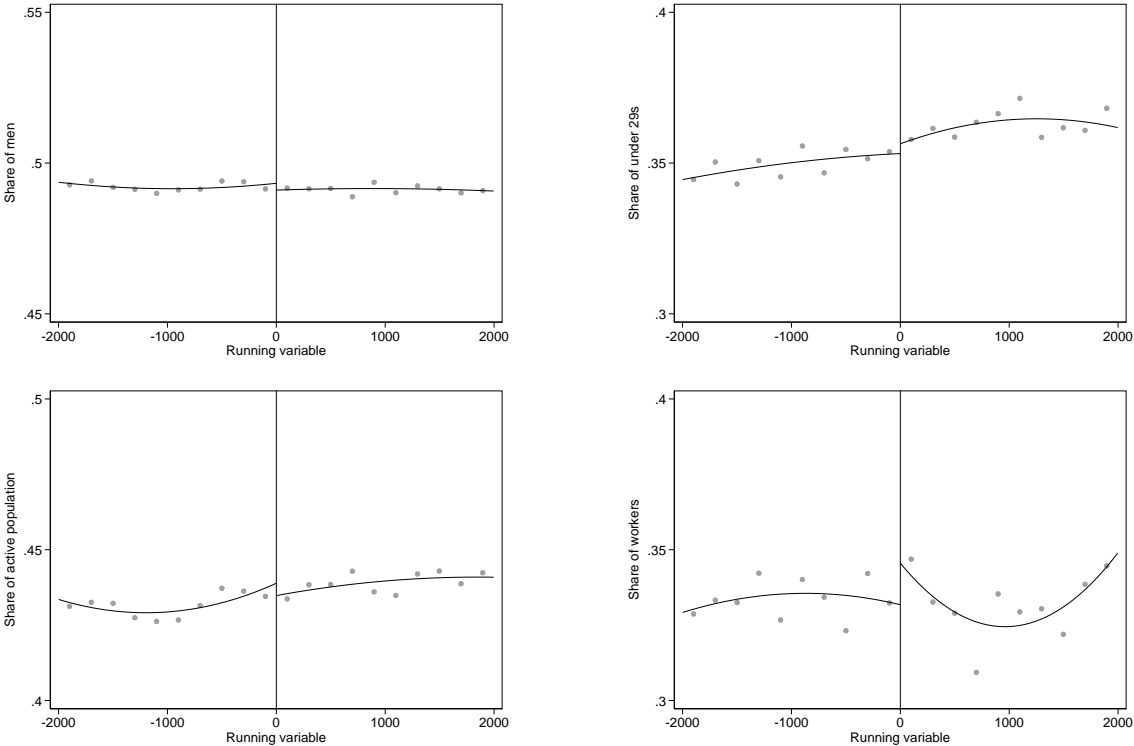 Share of men
.55
.5
.45
-2000 -1000 0 1000 2000
Running variable
Share of under 29s
.4
.35
.3
-2000 -1000 0 1000 2000
Running variable
Share of active population
.5
.45
.4
-2000 -1000 0 1000 2000
Running variable
Share of workers
.4
.35
.3
-2000 -1000 0 1000 2000
Running variable